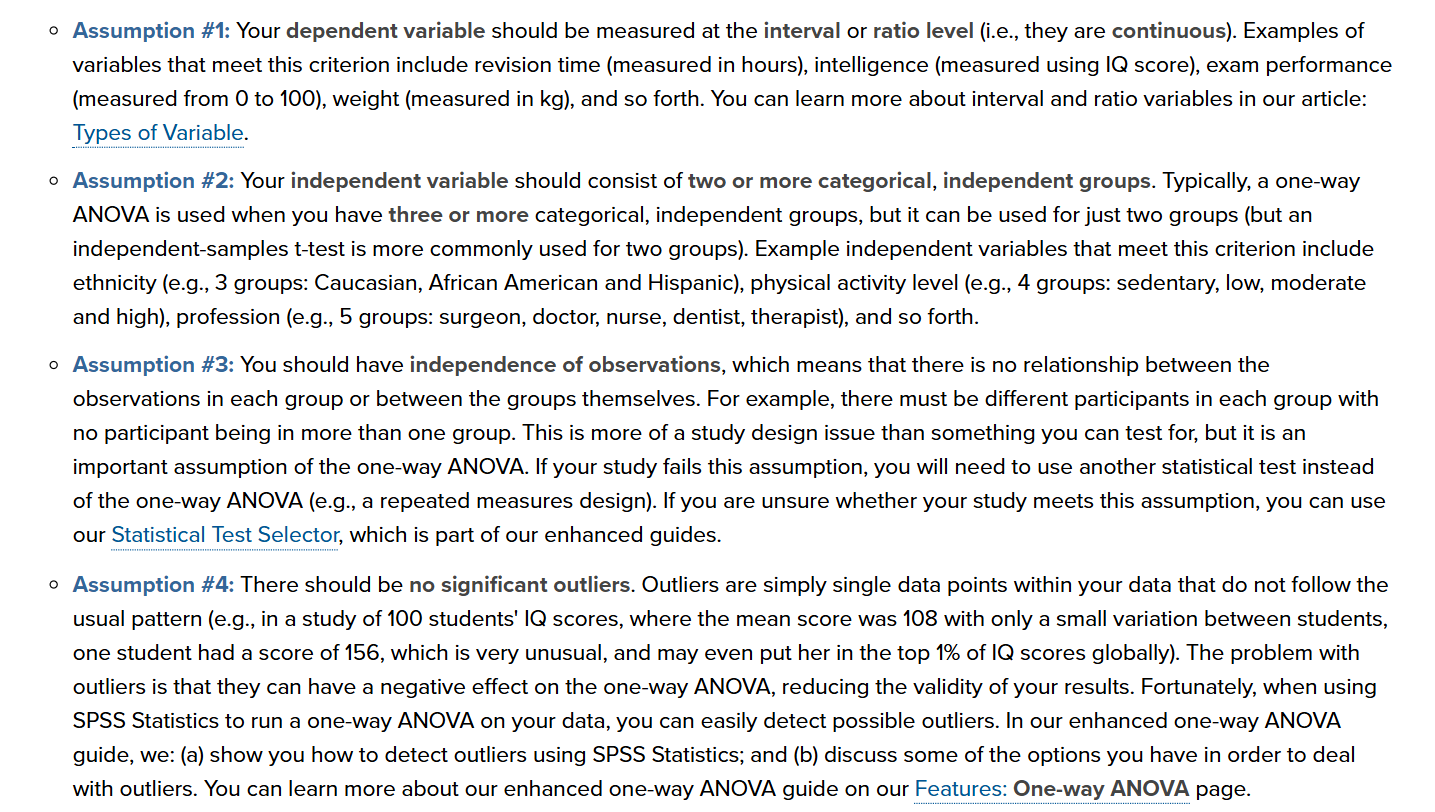 Assumption #1: Your dependent variable should be measured at the interval or ratio level (i.e., they are continuous). Examples of
variables that meet this criterion include revision time (measured in hours), intelligence (measured using IQ score), exam performance
(measured from 0 to 100), weight (measured in kg), and so forth. You can learn more about interval and ratio variables in our article:
Types of Variable.
Assumption #2: Your independent variable should consist of two or more categorical, independent groups. Typically, a one-way
ANOVA is used when you have three or more categorical, independent groups, but it can be used for just two groups (but an
independent-samples t-test is more commonly used for two groups). Example independent variables that meet this criterion include
ethnicity (e.g., 3 groups: Caucasian, African American and Hispanic), physical activity level (e.g., 4 groups: sedentary, low, moderate
and high), profession (e.g., 5 groups: surgeon, doctor, nurse, dentist, therapist), and so forth.
Assumption #3: You should have independence of observations, which means that there is no relationship between the
observations in each group or between the groups themselves. For example, there must be different participants in each group with
no participant being in more than one group. This is more of a study design issue than something you can test for, but it is an
important assumption of the one-way ANOVA. If your study fails this assumption, you will need to use another statistical test instead
of the one-way ANOVA (e.g., a repeated measures design). If you are unsure whether your study meets this assumption, you can use
our Statistical Test Selector, which is part of our enhanced guides.
Assumption #4: There should be no significant outliers. Outliers are simply single data points within your data that do not follow the
usual pattern (e.g., in a study of 100 students' IQ scores, where the mean score was 108 with only a small variation between students,
one student had a score of 156, which is very unusual, and may even put her in the top 1% of IQ scores globally). The problem with
outliers is that they can have a negative effect on the one-way ANOVA, reducing the validity of your results. Fortunately, when using
SPSS Statistics to run a one-way ANOVA on your data, you can easily detect possible outliers. In our enhanced one-way ANOVA
guide, we: (a) show you how to detect outliers using SPSS Statistics; and (b) discuss some of the options you have in order to deal
with outliers. You can learn more about our enhanced one-way ANOVA guide on our Features: One-way ANOVA page.